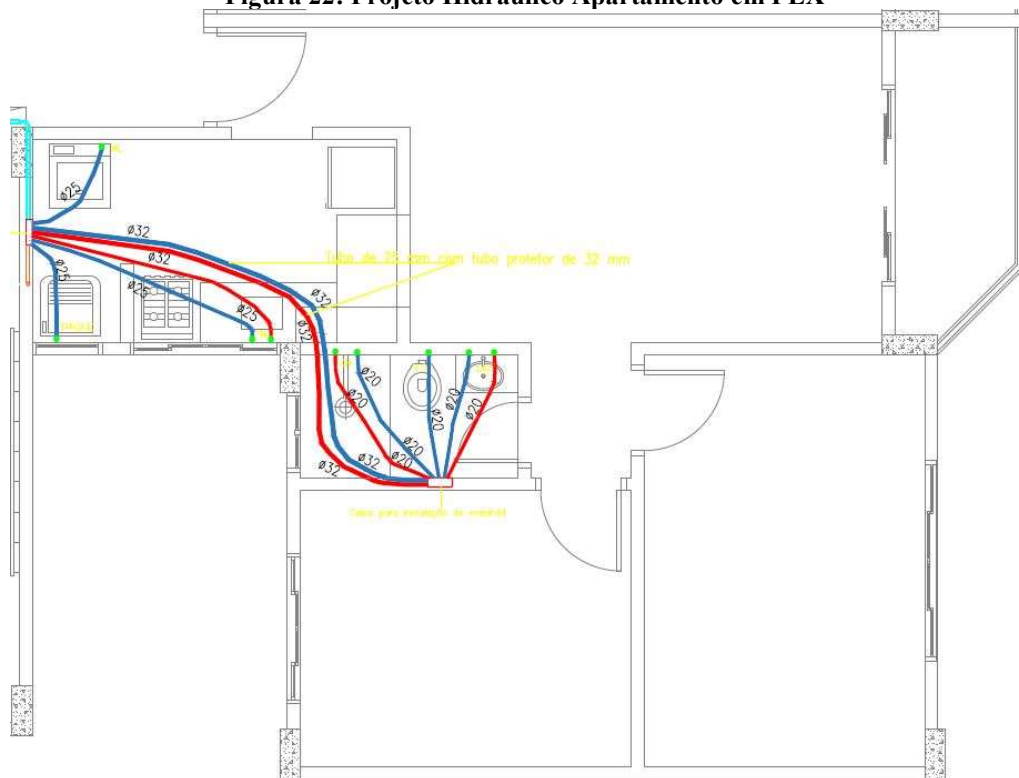 Figura 22: Projeto Hidráulico Apartamento em PEX
ø25
ø32
ø32
Tubo de 25 mm com tubo protetor de 32 mm
ø25
ø25
ø25
ø32
ø32
TANQUE
ø20
ø20
ø20
ø20
ø20
ø20
ø20
ø32
ø32
Caixa para instalação do manifold